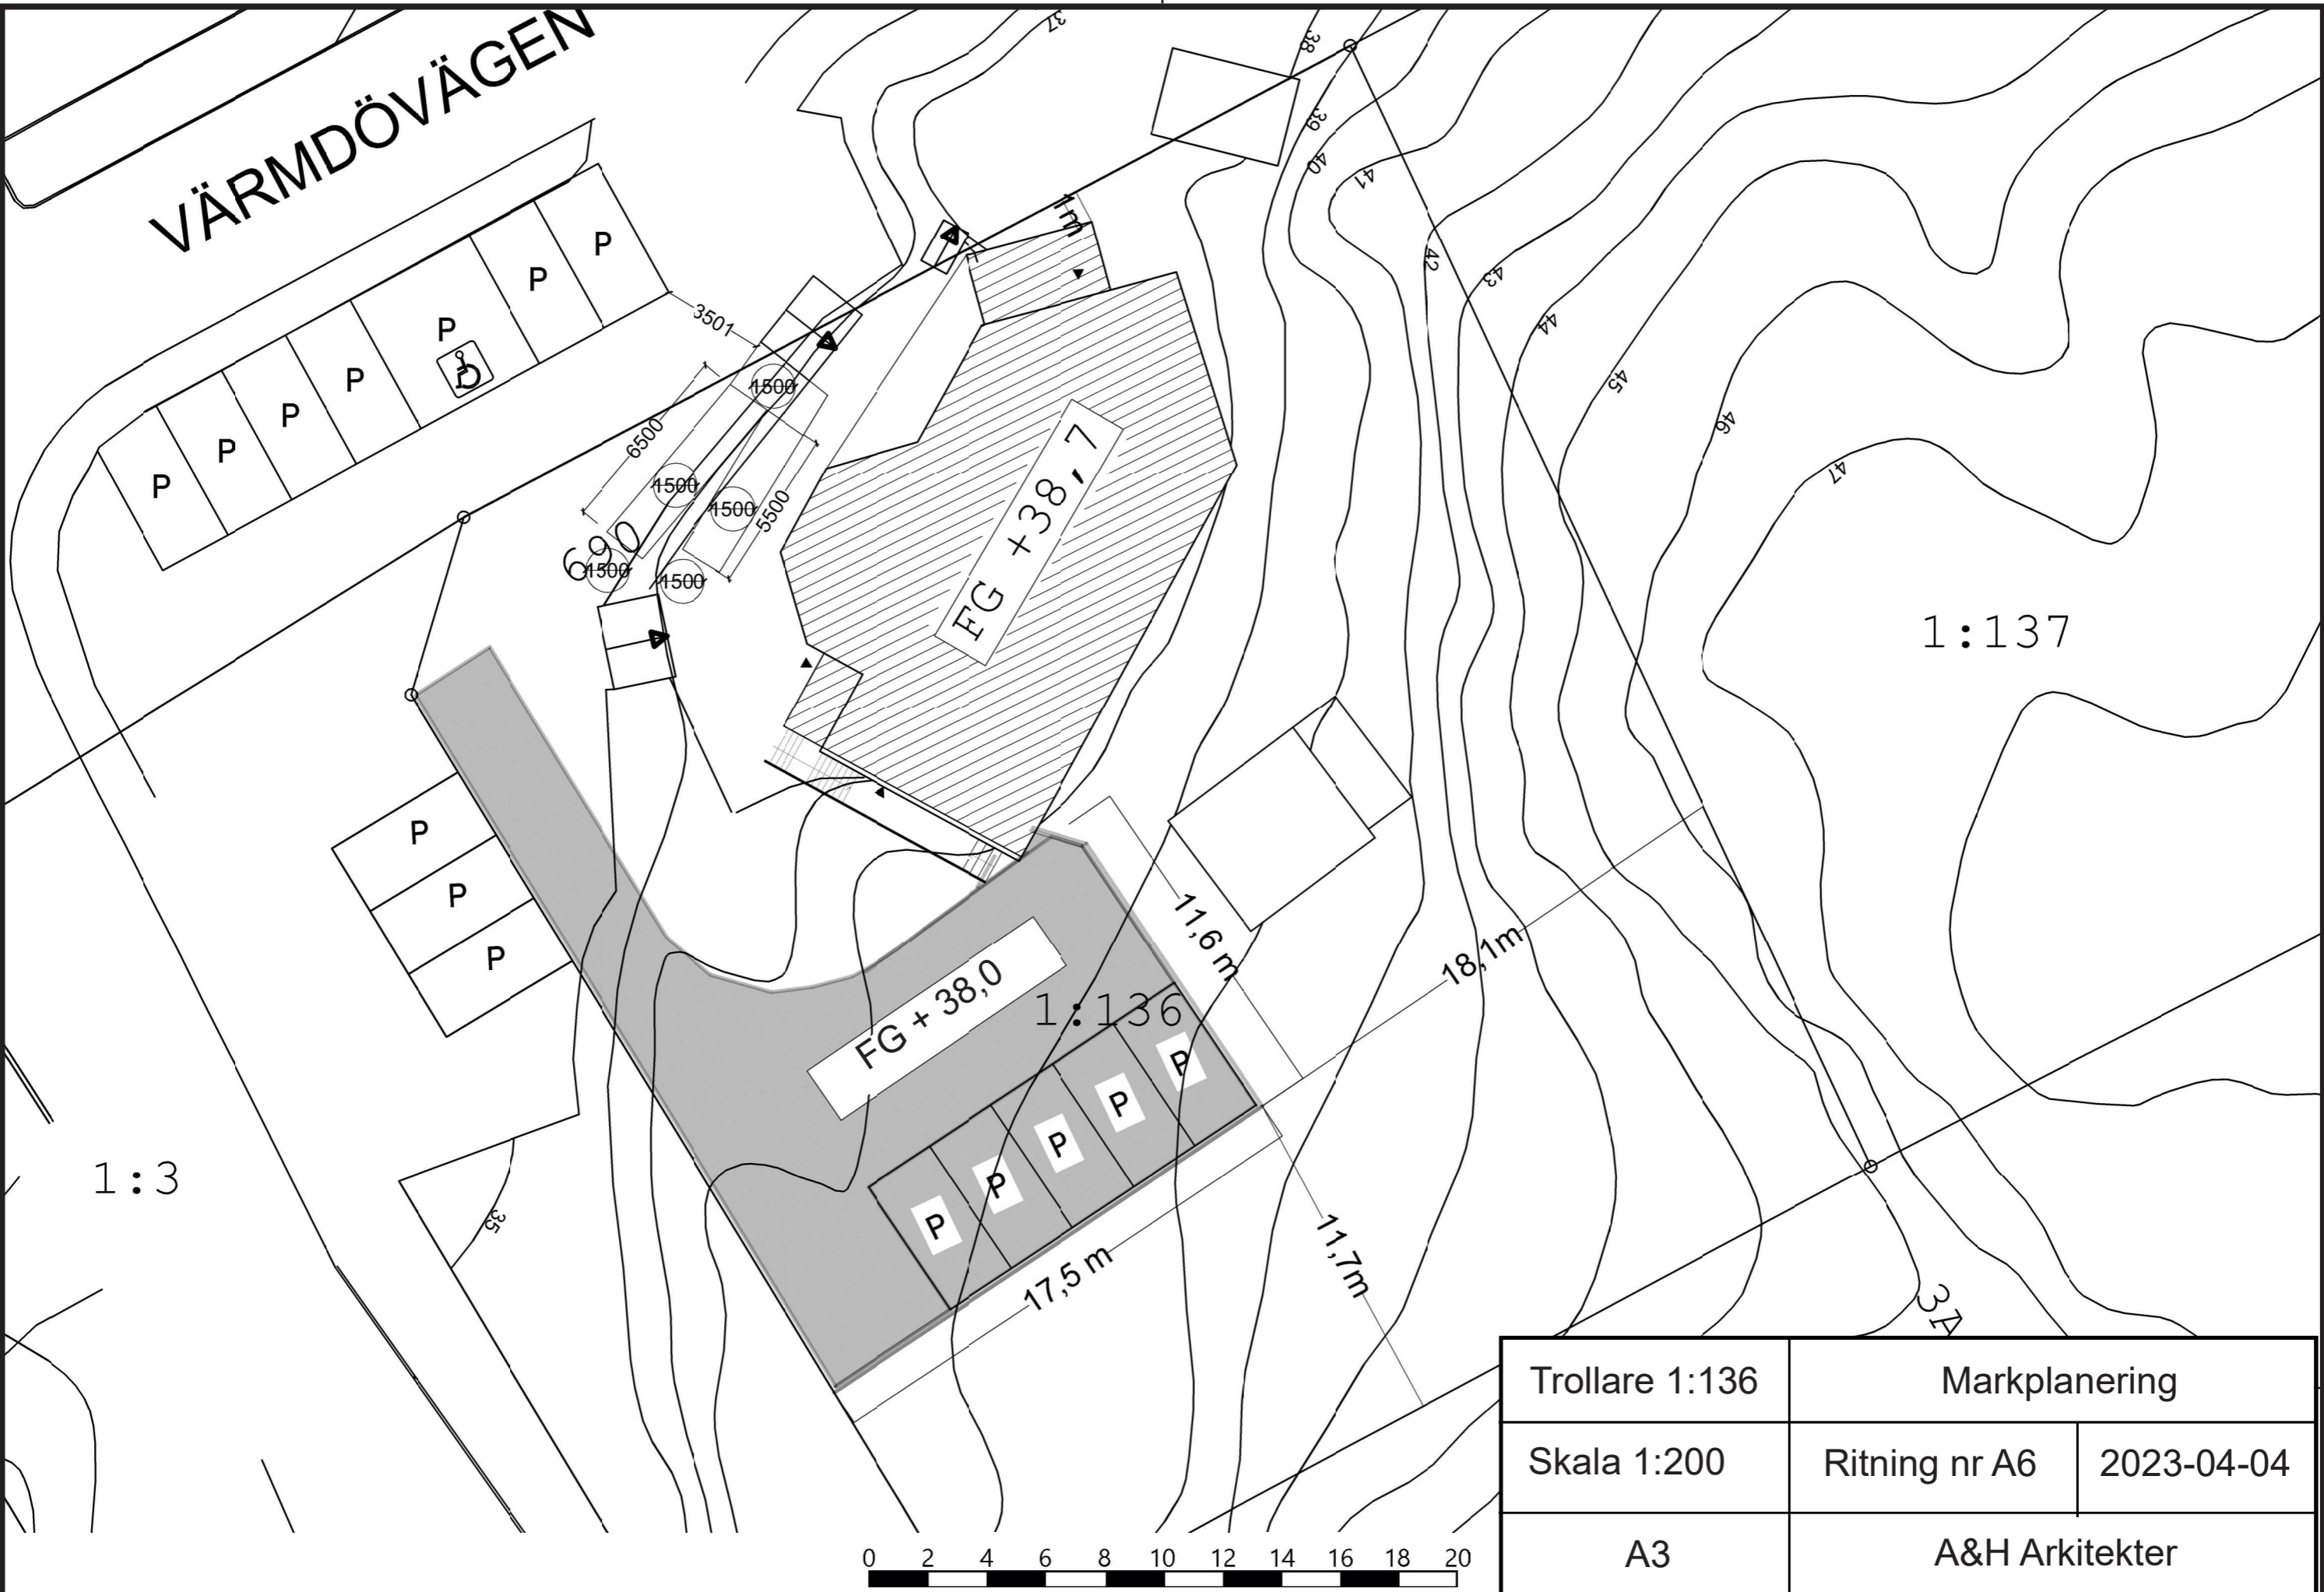 37
38
VÄRMDÖVÄGEN
39
40
41
1m
P
P
P
P
P
P
P
3501
42
43
44
45
46
47
1500
6500
1500
1500
5500
690
1500
1500
FG +38,7
1:137
P
P
P
11,6 m
18,1m
FG + 38,0
1:136
P
P
P
P
P
1:3
35
17,5 m
11,7m
3A
Trollare 1:136
Markplanering
Skala 1:200
Ritning nr A6
2023-04-04
A3
A&H Arkitekter
0 2 4 6 8 10 12 14 16 18 20